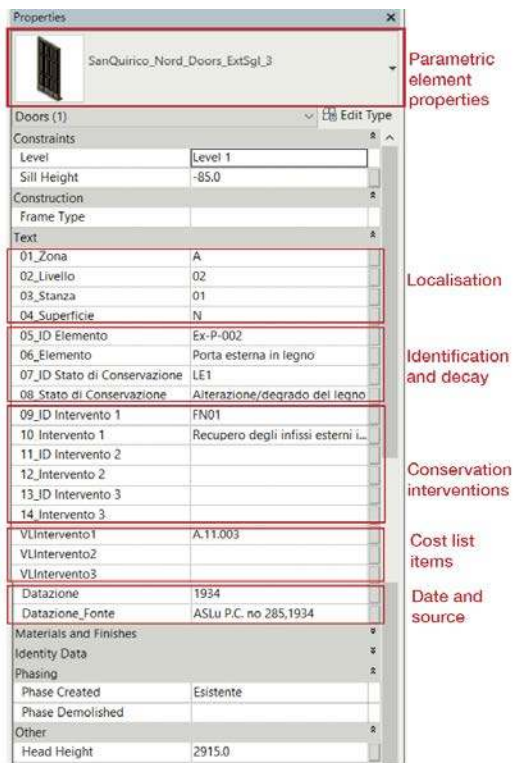 Properties
SanQuirico_Nord_Doors_ExtSgl_3
Parametric
element
properties
Doors (1) Edit Type
Constraints
Level Level 1
Sill Height -85.0
Construction
Frame Type
Text
01_Zona A
02_Livello 02
03_Stanza 01
04_Superficie N
Localisation
05_ID Elemento Ex-P-002
06_Elemento Porta esterna in legno
07_ID Stato di Conservazione LE1
08_Stato di Conservazione Alterazione/degrado del legno
Identification
and decay
09_ID Intervento 1 FN01
10_Intervento 1 Recupero degli infissi esterni i...
11_ID Intervento 2
12_Intervento 2
13_ID Intervento 3
14_Intervento 3
Conservation
interventions
VLIntervento1 A.11.003
VLIntervento2
VLIntervento3
Cost list
items
Datazione 1934
Datazione_Fonte ASLu P.C. no 285,1934
Date and
source
Materials and Finishes
Identity Data
Phasing
Phase Created Esistente
Phase Demolished
Other
Head Height 2915.0